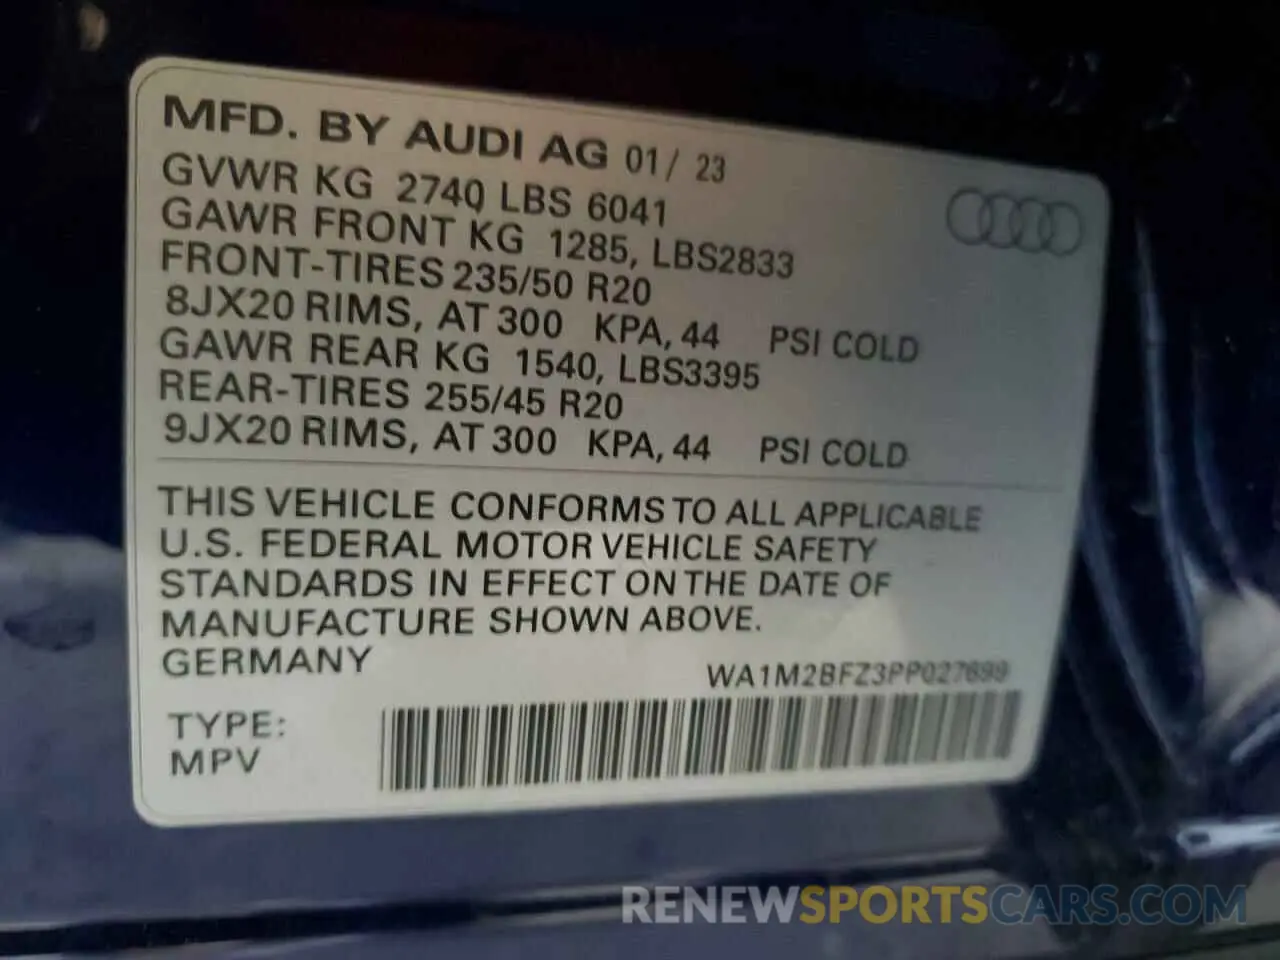 MFD. BY AUDI AG 01/ 23
GVWR KG 2740 LBS 6041
GAWR FRONT KG 1285, LBS2833
FRONT-TIRES 235/50 R20
8JX20 RIMS, AT 300 KPA, 44 PSI COLD
GAWR REAR KG 1540, LBS3395
REAR-TIRES 255/45 R20
9JX20 RIMS, AT 300 KPA, 44 PSI COLD
THIS VEHICLE CONFORMS TO ALL APPLICABLE
U.S. FEDERAL MOTOR VEHICLE SAFETY
STANDARDS IN EFFECT ON THE DATE OF
MANUFACTURE SHOWN ABOVE.
GERMANY
WA1M2BFZ3PP027699
TYPE:
MPV
RENEWSPORTSCARS.COM